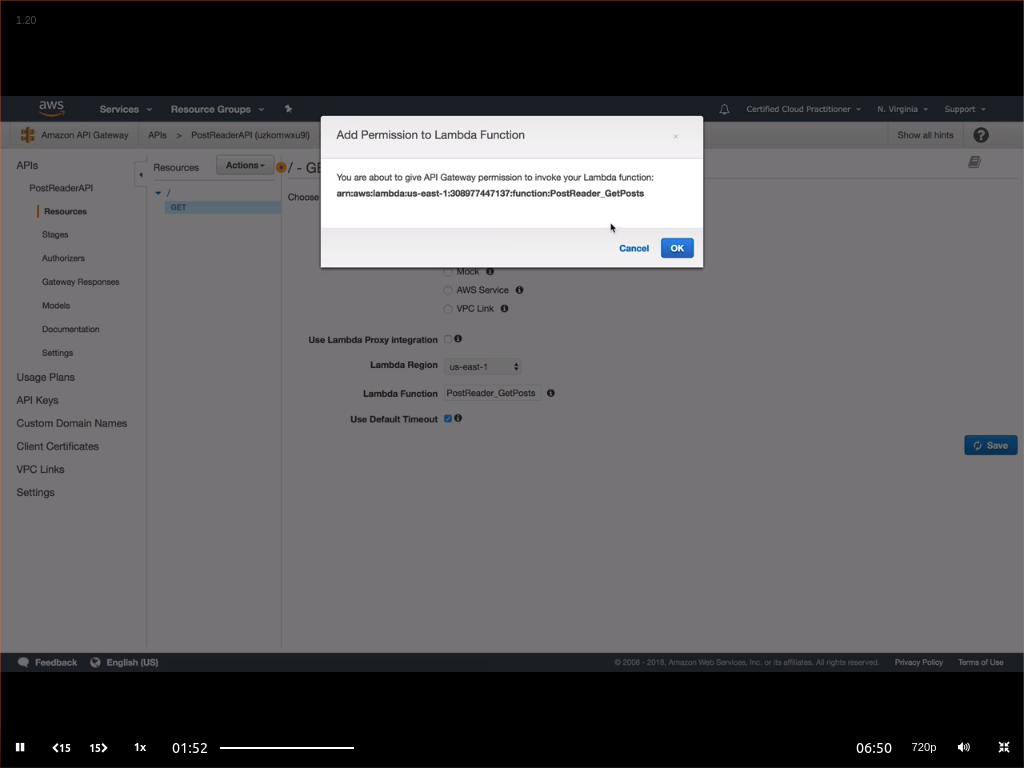 1.20
aws Services Resource Groups Certified Cloud Practitioner N. Virginia Support
Amazon API Gateway APIs > PostReaderAPI (uzkomwxu9l) Show all hints ?
APIs
PostReaderAPI
Resources
Stages
Authorizers
Gateway Responses
Models
Documentation
Settings
Usage Plans
API Keys
Custom Domain Names
Client Certificates
VPC Links
Settings
Resources Actions
/
GET
/ - GE
Choose
Add Permission to Lambda Function ×
You are about to give API Gateway permission to invoke your Lambda function:
arn:aws:lambda:us-east-1:308977447137:function:PostReader_GetPosts
Cancel OK
Mock
AWS Service
VPC Link
Use Lambda Proxy integration
Lambda Region us-east-1
Lambda Function PostReader_GetPosts
Use Default Timeout
Save
Feedback English (US) © 2008 - 2018, Amazon Web Services, Inc. or its affiliates. All rights reserved. Privacy Policy Terms of Use
15 15 1x 01:52 06:50 720p